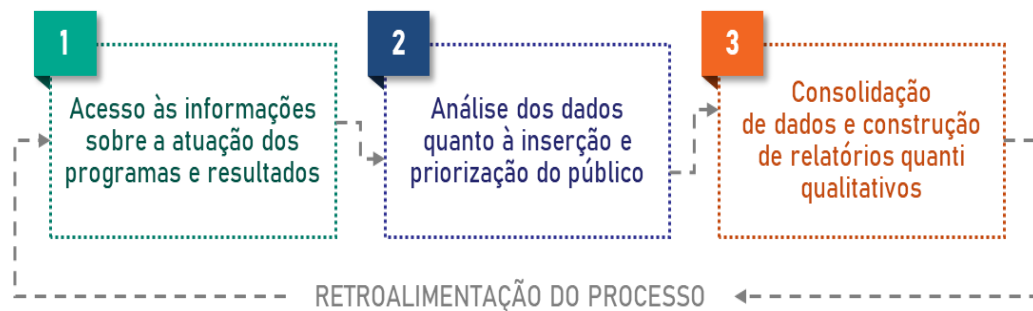 1
Acesso às informações
sobre a atuação dos
programas e resultados
2
Análise dos dados
quanto à inserção e
priorização do público
3
Consolidação
de dados e construção
de relatórios quanti
qualitativos
RETROALIMENTAÇÃO DO PROCESSO